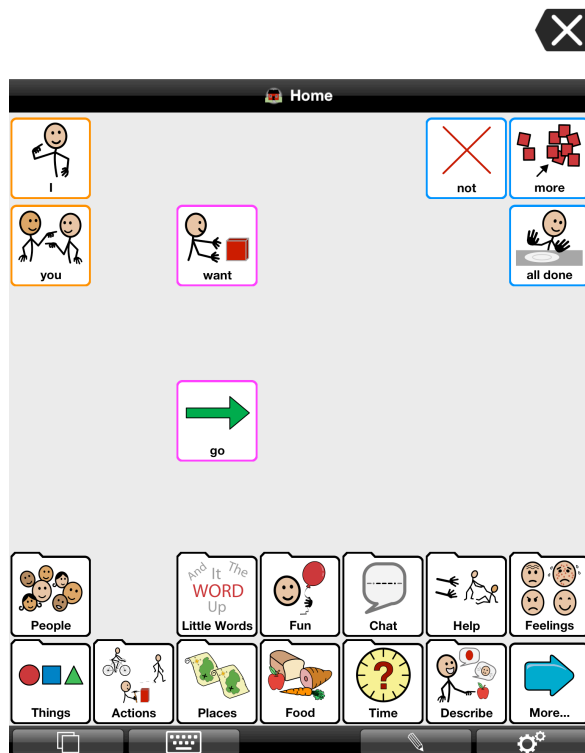 Home
I
not
more
you
want
all done
go
And It The
WORD
Up
People
Little Words
Fun
Chat
Help
Feelings
?
Things
Actions
Places
Food
Time
Describe
More...